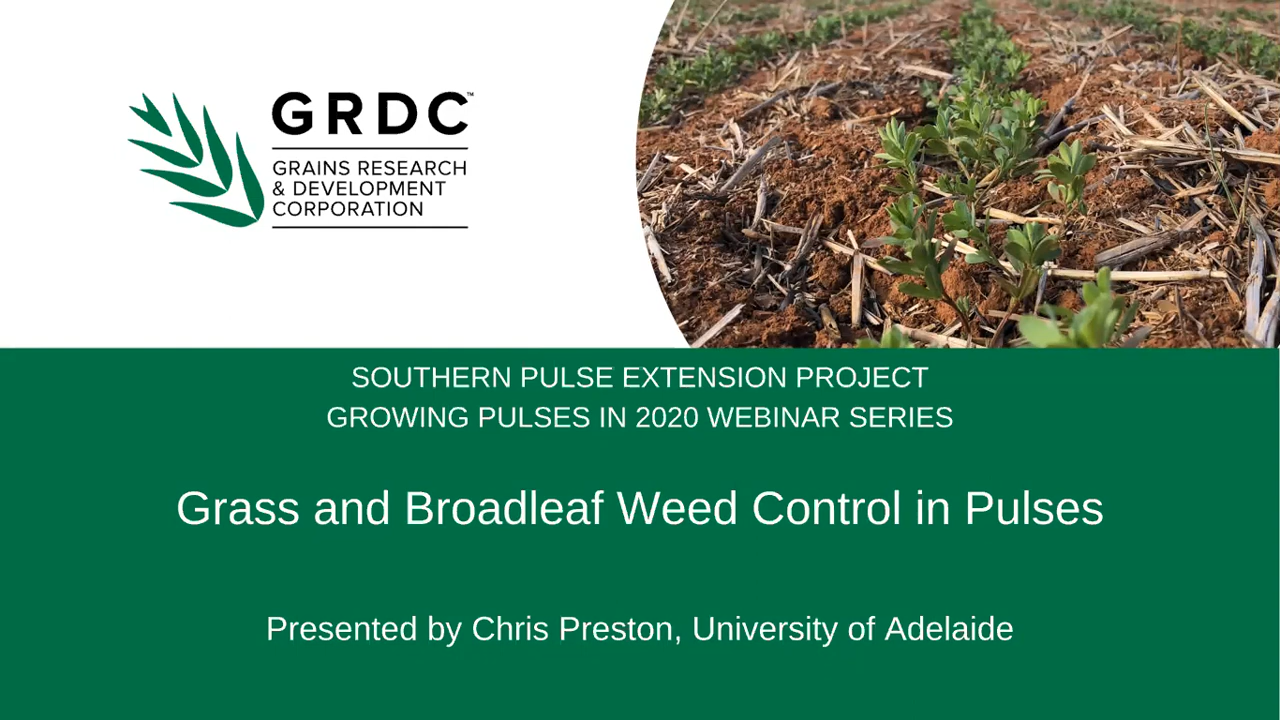 GRDC™
GRAINS RESEARCH
& DEVELOPMENT
CORPORATION
SOUTHERN PULSE EXTENSION PROJECT
GROWING PULSES IN 2020 WEBINAR SERIES
Grass and Broadleaf Weed Control in Pulses
Presented by Chris Preston, University of Adelaide